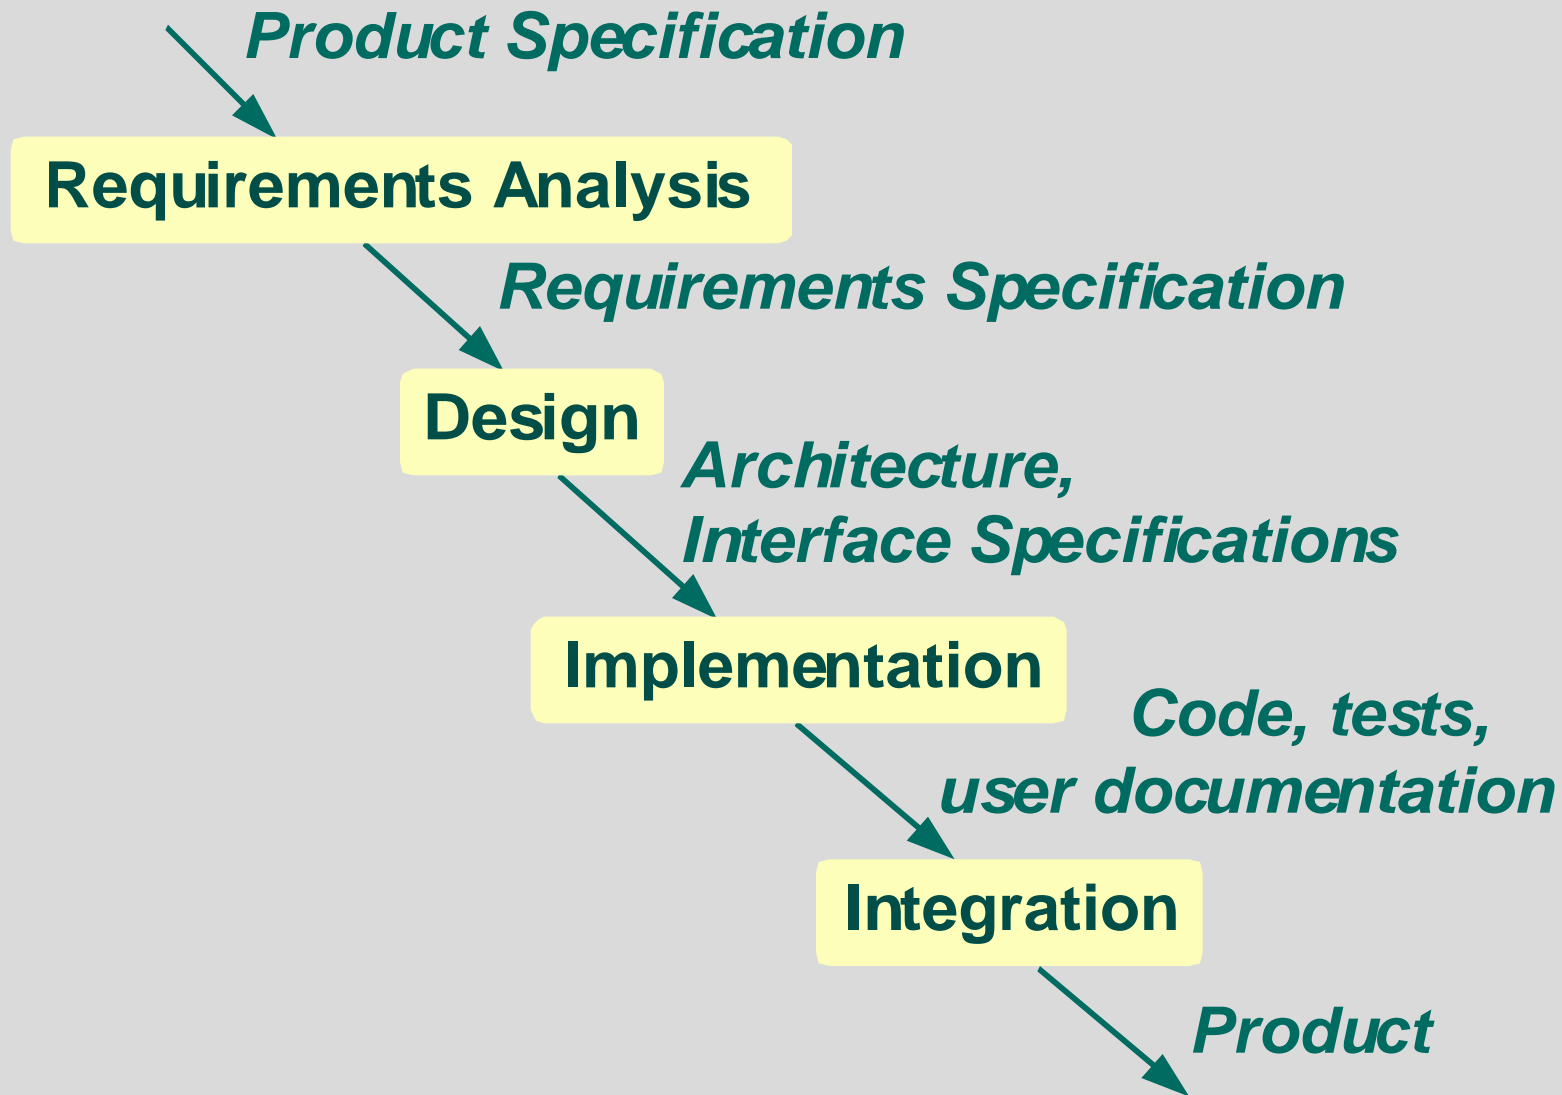 Product Specification
Requirements Analysis
Requirements Specification
Design
Architecture,
Interface Specifications
Implementation
Code, tests,
user documentation
Integration
Product